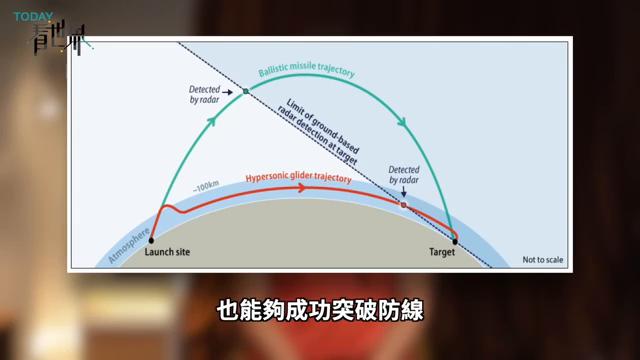 TODAY
看世界
Ballistic missile trajectory
Detected
by radar
Limit of ground-based
radar detection at target
Detected
by radar
~100km
Hypersonic glider trajectory
Atmosphere
Launch site
Target
Not to scale
也能夠成功突破防線